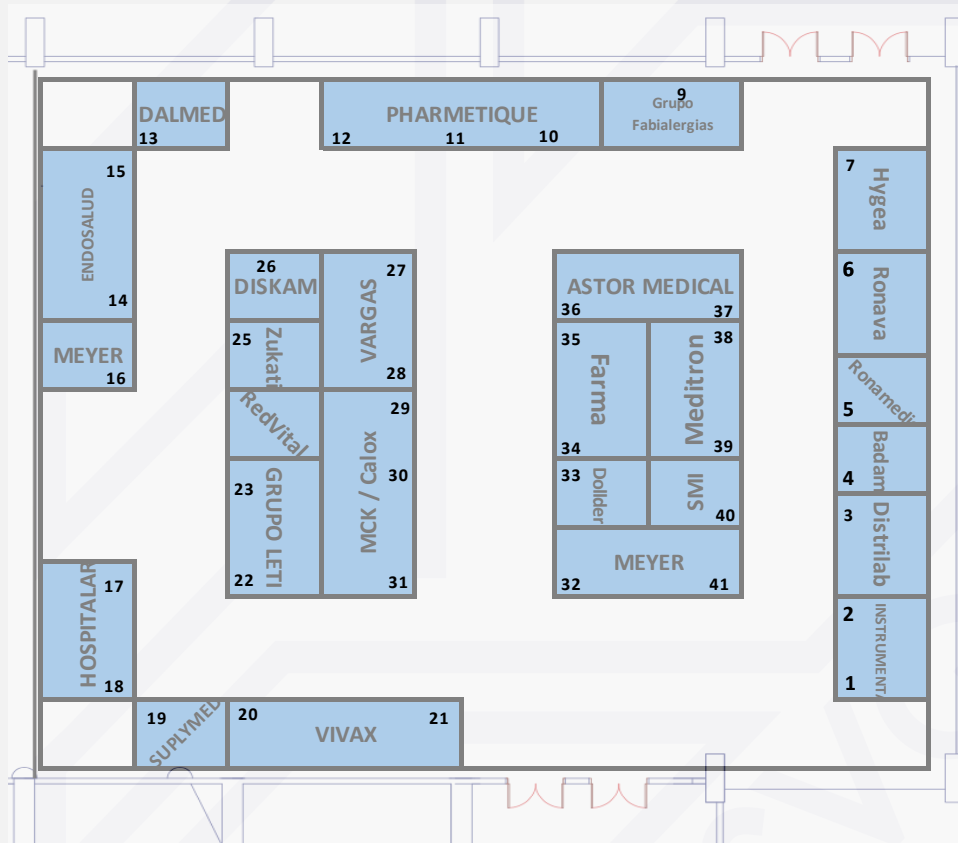 DALMED
13
PHARMETIQUE
12
11
10
9
Grupo
Fabialergias
15
ENDOSALUD
14
MEYER
16
7
Hygea
6
Ronava
5
Ronamedi
4
Badam
3
Distrilab
2
INSTRUMENTA
1
26
DISKAM
27
VARGAS
28
25
Zukati
RedVital
29
30
MCK / Calox
31
23
GRUPO LETI
22
ASTOR MEDICAL
36
37
35
Farma
34
38
Meditron
39
33
Dollder
SMI
40
MEYER
32
41
17
HOSPITALAR
18
19
SUPLYMED
20
VIVAX
21